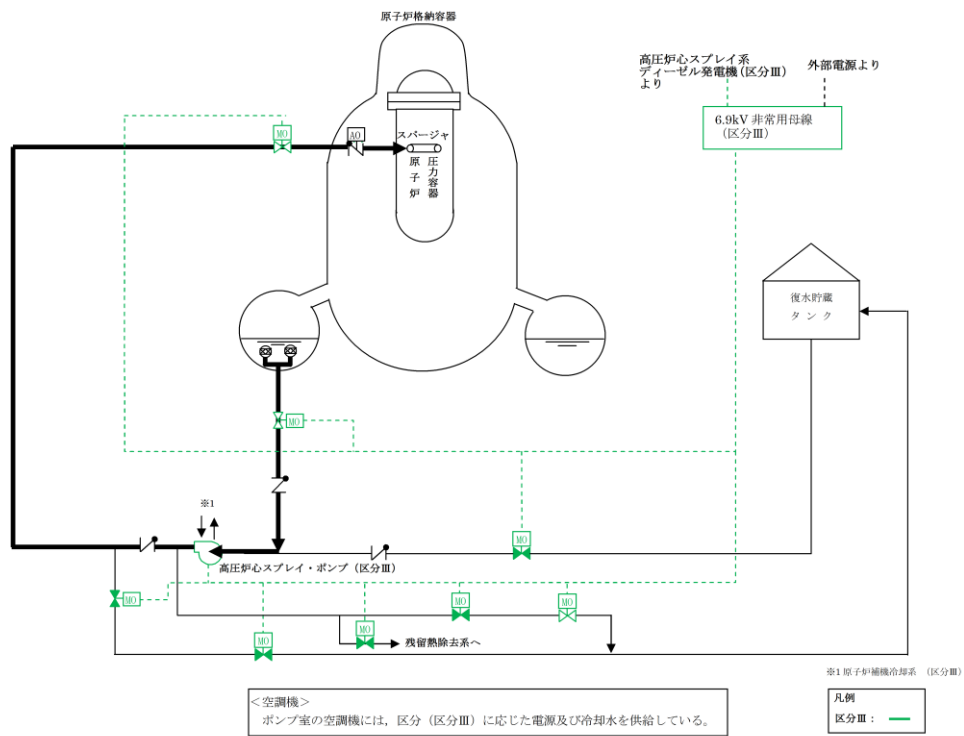 原子炉格納容器
高圧炉心スプレイ系
ディーゼル発電機(区分Ⅲ)
より
外部電源より
6.9kV 非常用母線
(区分Ⅲ)
MO
AO
スパージャ
原子炉
圧力容器
復水貯蔵
タンク
MO
※1
MO
高圧炉心スプレイ・ポンプ(区分Ⅲ)
MO
MO
MO
MO
MO
残留熱除去系へ
※1 原子炉補機冷却系 (区分Ⅲ)
<空調機>
ポンプ室の空調機には,区分(区分Ⅲ)に応じた電源及び冷却水を供給している。
凡例
区分Ⅲ: